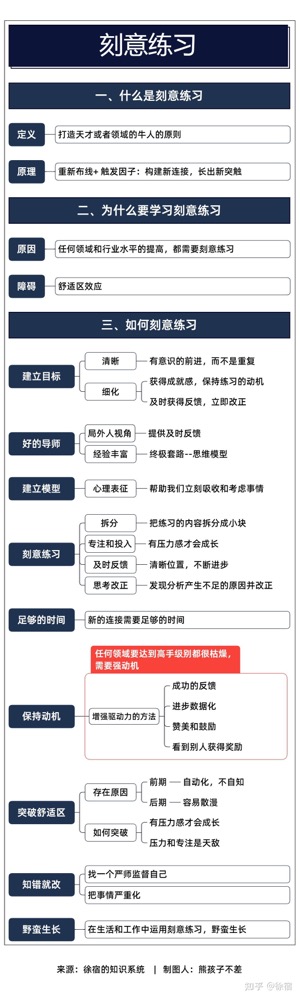 刻意练习
一、什么是刻意练习
定义
打造天才或者领域的牛人的原则
原理
重新布线+ 触发因子：构建新连接，长出新突触
二、为什么要学习刻意练习
原因
任何领域和行业水平的提高，都需要刻意练习
障碍
舒适区效应
三、如何刻意练习
建立目标
清晰
有意识的前进，而不是重复
细化
获得成就感，保持练习的动机
及时获得反馈，立即改正
好的导师
局外人视角
提供及时反馈
经验丰富
终极套路--思维模型
建立模型
心理表征
帮助我们立刻吸收和考虑事情
刻意练习
拆分
把练习的内容拆分成小块
专注和投入
有压力感才会成长
及时反馈
清晰位置，不断进步
思考改正
发现分析产生不足的原因并改正
足够的时间
新的连接需要足够的时间
任何领域要达到高手级别都很枯燥，
需要强动机
保持动机
增强驱动力的方法
成功的反馈
进步数据化
赞美和鼓励
看到别人获得奖励
突破舒适区
存在原因
前期
自动化，不自知
后期
容易散漫
如何突破
有压力感才会成长
压力和专注是天敌
知错就改
找一个严师监督自己
把事情严重化
野蛮生长
在生活和工作中运用刻意练习，野蛮生长
来源：徐宿的知识系统 | 制图人：熊孩子不差
知乎 @徐宿